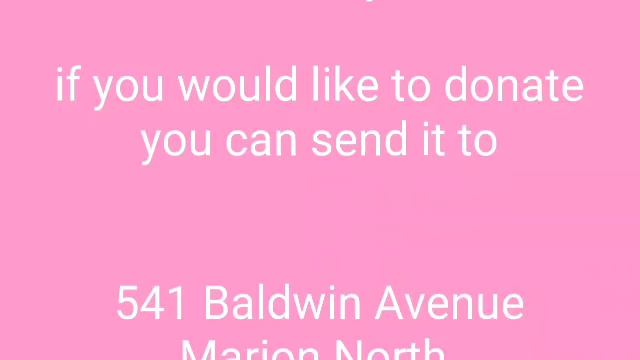 if you would like to donate
you can send it to
541 Baldwin Avenue
Marion North